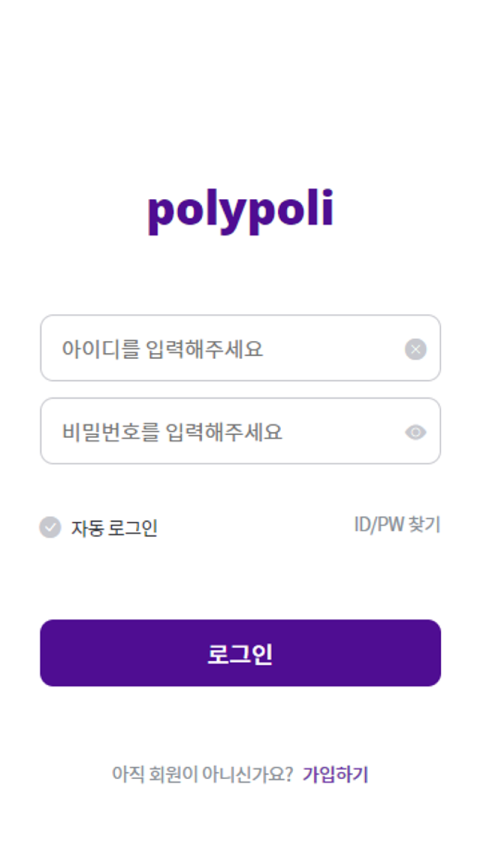 polypoli
아이디를 입력해주세요
비밀번호를 입력해주세요
자동 로그인 ID/PW 찾기
로그인
아직 회원이 아니신가요? 가입하기